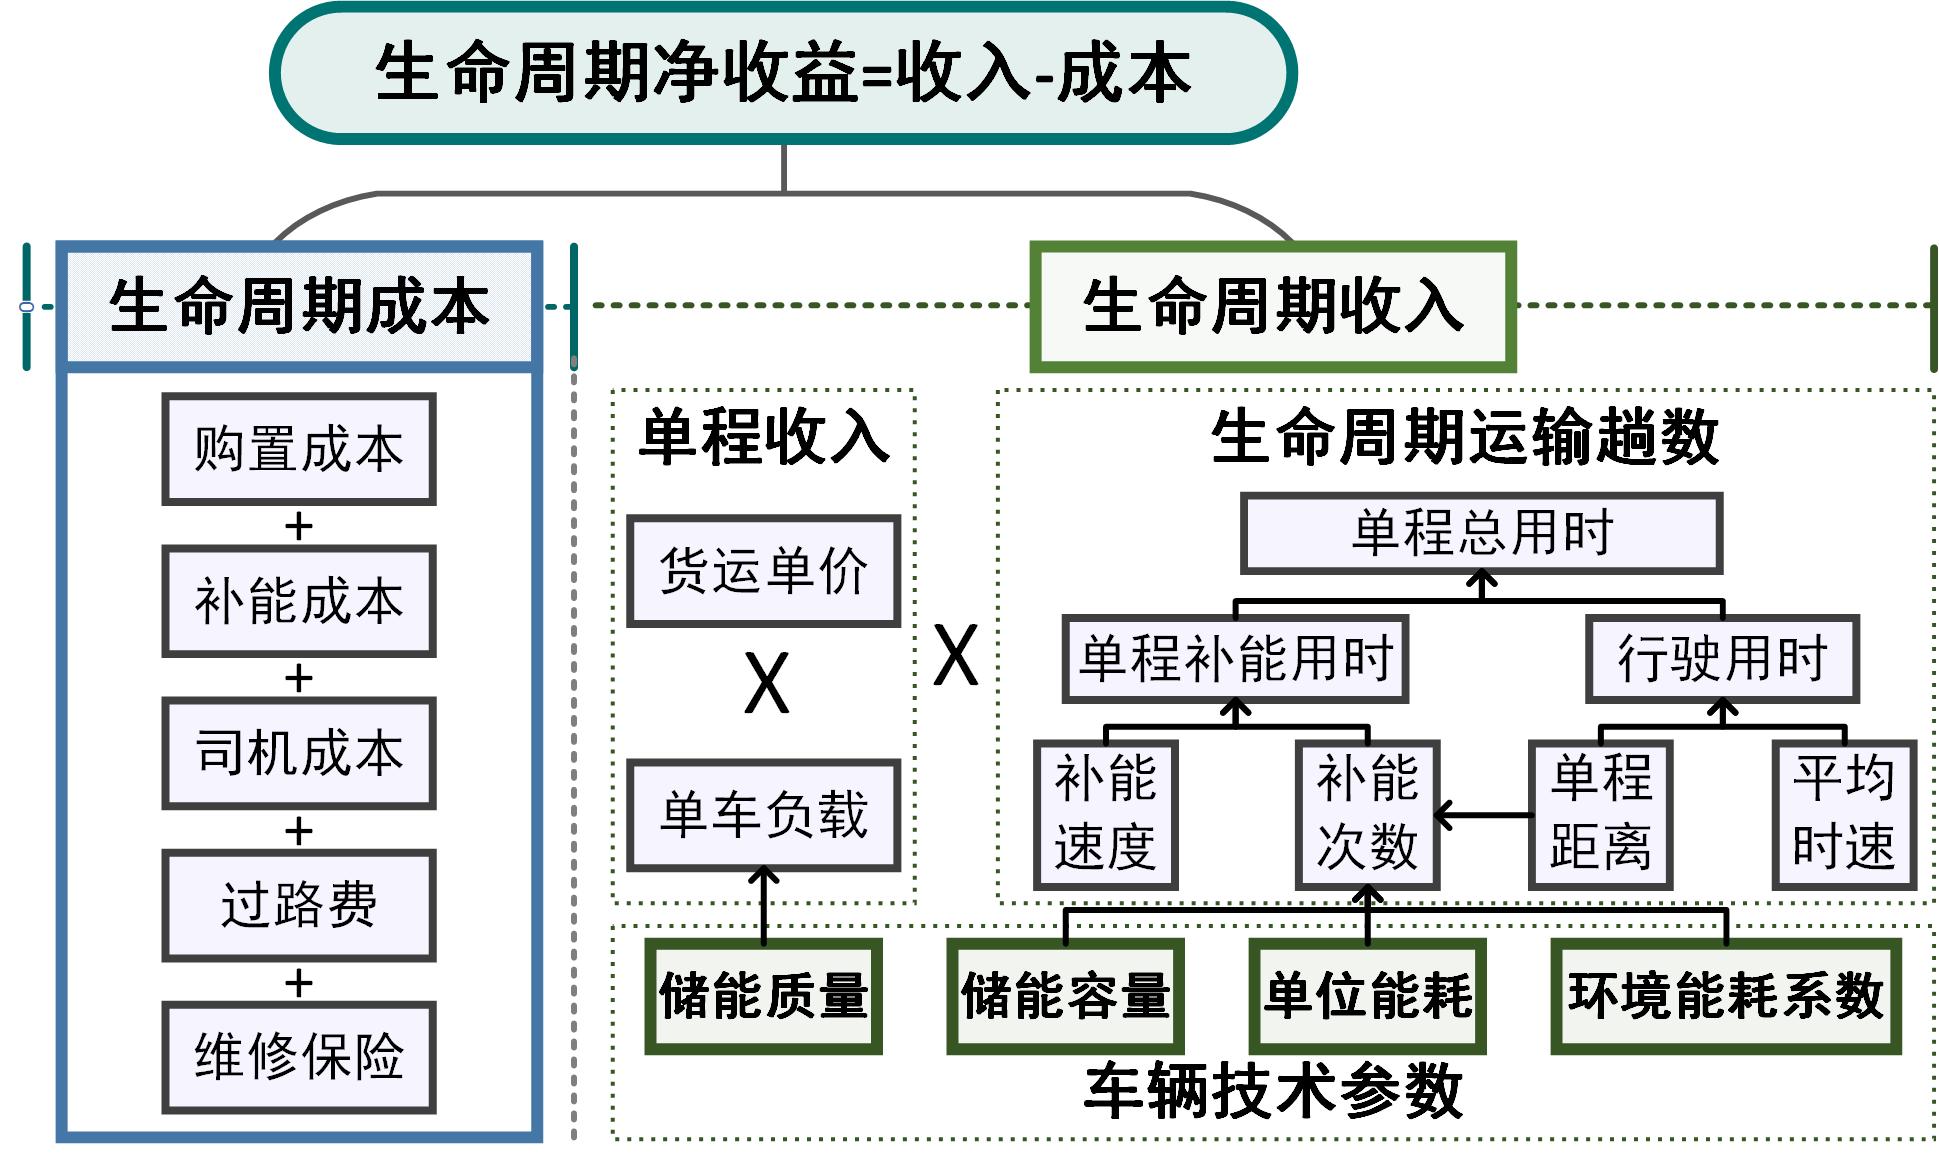 生命周期净收益=收入-成本
生命周期成本
购置成本
+
补能成本
+
司机成本
+
过路费
+
维修保险
生命周期收入
单程收入
货运单价
X
单车负载
X
生命周期运输趟数
单程总用时
单程补能用时
行驶用时
补能
速度
补能
次数
单程
距离
平均
时速
储能质量
储能容量
单位能耗
环境能耗系数
车辆技术参数